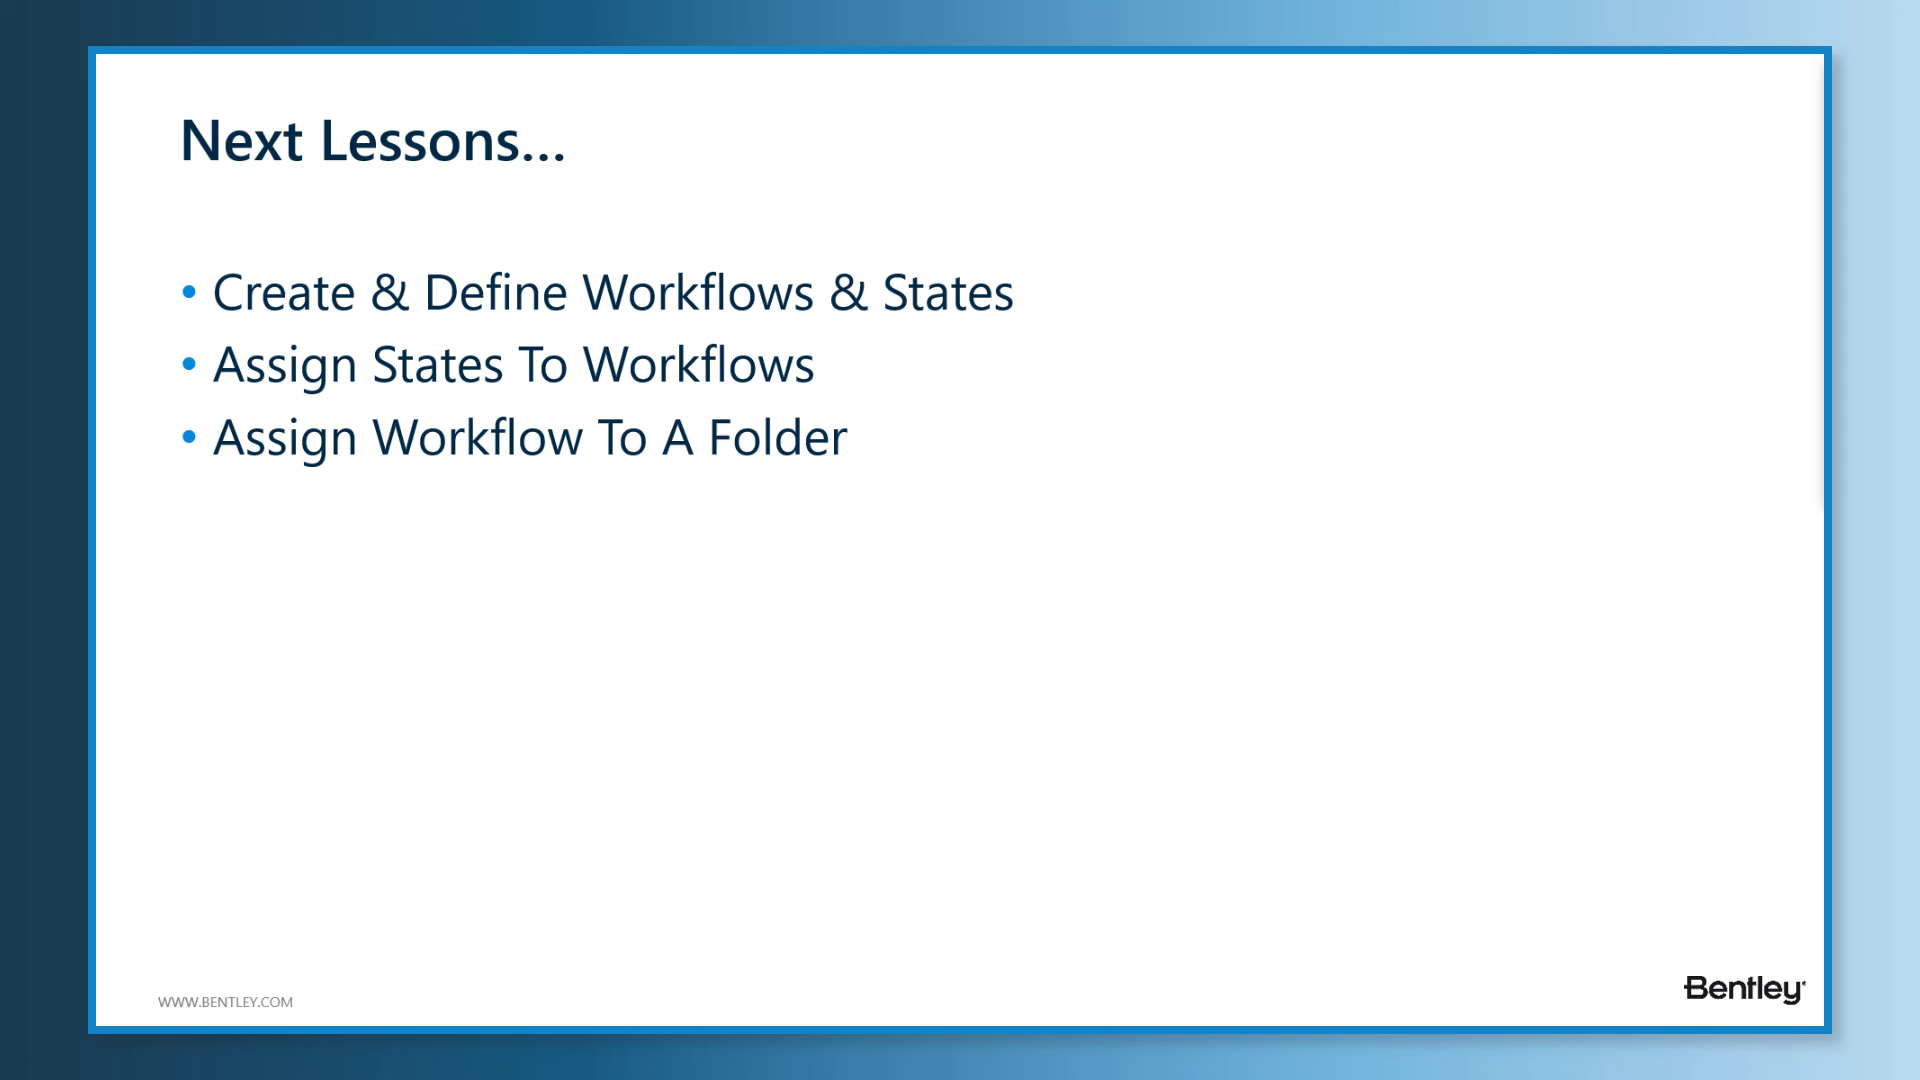 Next Lessons...
• Create & Define Workflows & States
• Assign States To Workflows
• Assign Workflow To A Folder
WWW.BENTLEY.COM
Bentley